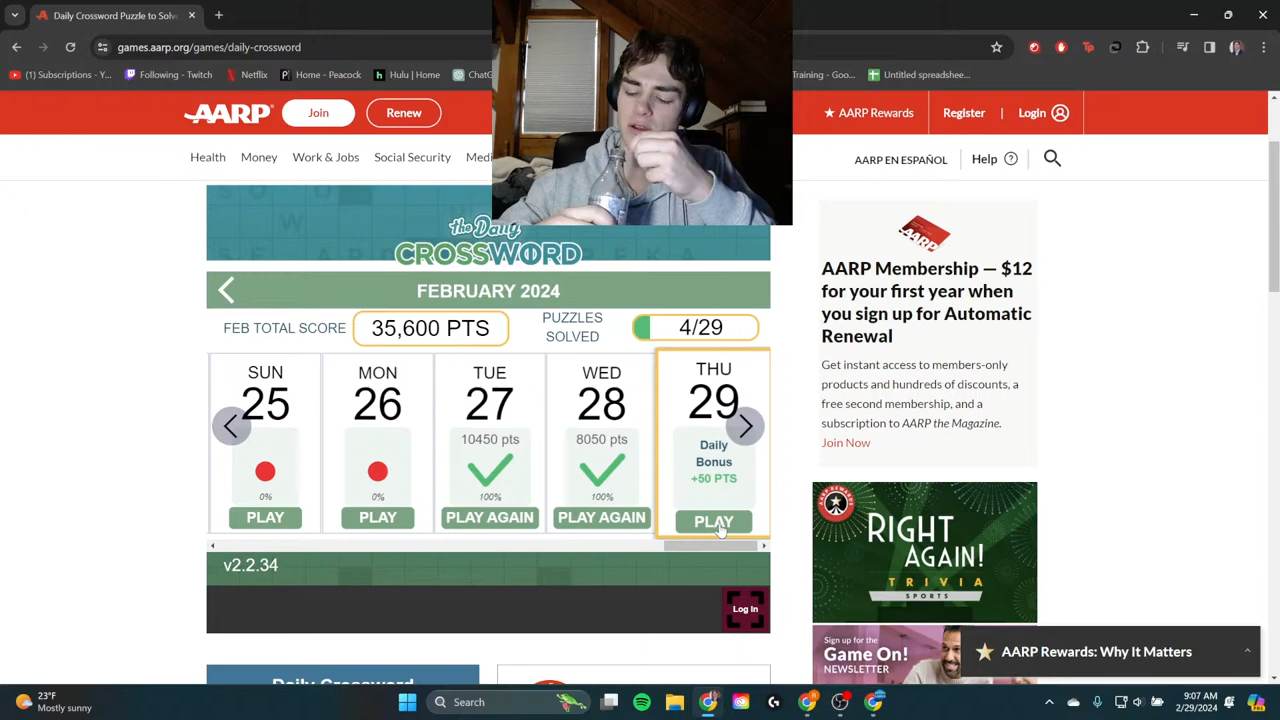 Daily Crossword Puzzle to Solv
games.aarp.org/games/daily-crossword
(1) Subscriptions - Y...
Following - Twitch
Netflix
Home - Peacock
Hulu | Home
ChatG
Training - Goo...
Untitled spreadshee...
AARP
Join
Renew
★ AARP Rewards
Register
|
Login
Health
Money
Work & Jobs
Social Security
Medi
AARP EN ESPAÑOL
Help
the Daily
CROSSWORD
FEBRUARY 2024
FEB TOTAL SCORE
35,600 PTS
PUZZLES
SOLVED
4/29
SUN
25
0%
PLAY
MON
26
0%
PLAY
TUE
27
10450 pts
100%
PLAY AGAIN
WED
28
8050 pts
100%
PLAY AGAIN
THU
29
Daily
Bonus
+50 PTS
PLAY
v2.2.34
Log In
Daily Crossword
AARP
AARP Membership — $12
for your first year when
you sign up for Automatic
Renewal
Get instant access to members-only
products and hundreds of discounts, a
free second membership, and a
subscription to AARP the Magazine.
Join Now
AARP REWARDS
RIGHT
AGAIN!
TRIVIA
SPORTS
Sign up for the
Game On!
NEWSLETTER
AARP Rewards: Why It Matters
23°F
Mostly sunny
Search
9:07 AM
2/29/2024